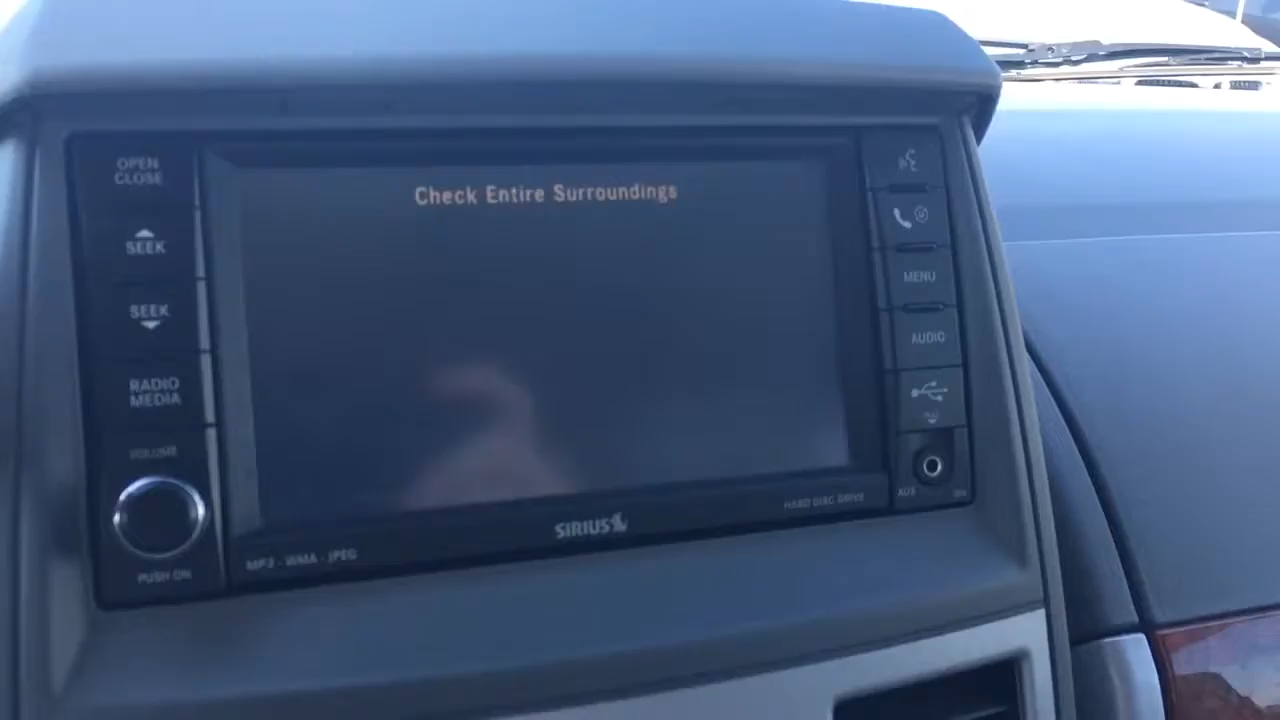 OPEN
CLOSE
SEEK
SEEK
RADIO
MEDIA
VOLUME
PUSH ON
Check Entire Surroundings
MP3 - WMA - JPEG
SIRIUS
HARD DISC DRIVE
MENU
AUDIO
AUX